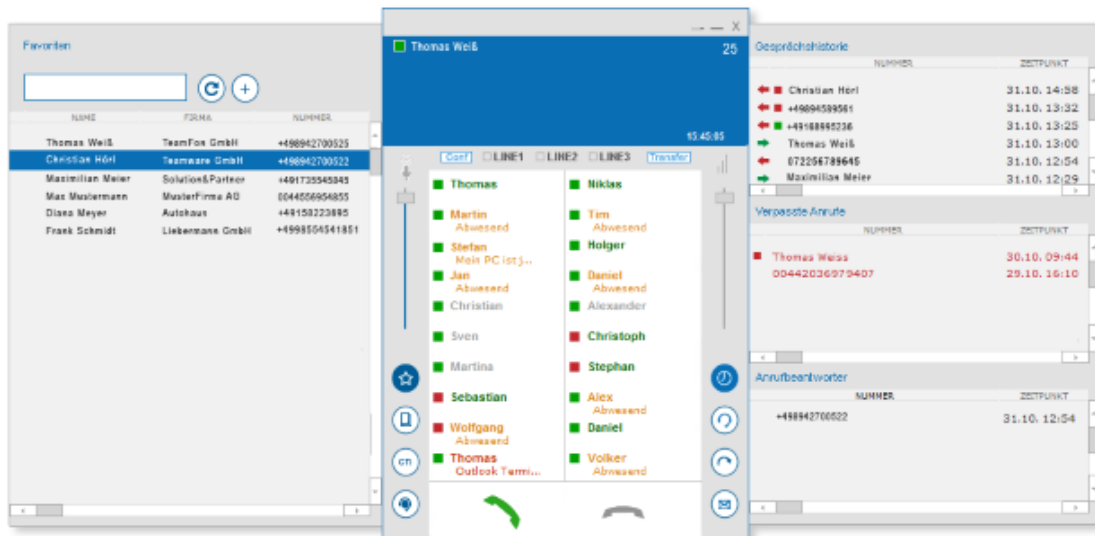 Favoriten
NAME FIRMA NUMMER
Thomas Weiß TeamFon GmbH +498942700525
Christian Hörl Teamware GmbH +498942700522
Maximilian Meier Solution&Partner +491735545845
Max Mustermann MusterFirma AG 0044656954855
Diana Meyer Autohaus +49158223695
Frank Schmidt Liebermann GmbH +4998554541851
Thomas Weiß 25
15:45:05
Conf LINE1 LINE2 LINE3 Transfer
Thomas Niklas
Martin Tim
Abwesend Abwesend
Stefan Holger
Mein PC ist j...
Jan Daniel
Abwesend Abwesend
Christian Alexander
Sven Christoph
Martina Stephan
Sebastian Alex
Abwesend
Wolfgang Daniel
Abwesend
Thomas Volker
Outlook Termi... Abwesend
CTI
Gesprächshistorie
NUMMER ZEITPUNKT
Christian Hörl 31.10. 14:58
+49894589561 31.10. 13:32
+49168995236 31.10. 13:25
Thomas Weiß 31.10. 13:00
072256789645 31.10. 12:54
Maximilian Meier 31.10. 12:29
Verpasste Anrufe
NUMMER ZEITPUNKT
Thomas Weiss 30.10. 09:44
00442036979407 29.10. 16:10
Anrufbeantworter
NUMMER ZEITPUNKT
+498942700522 31.10. 12:54